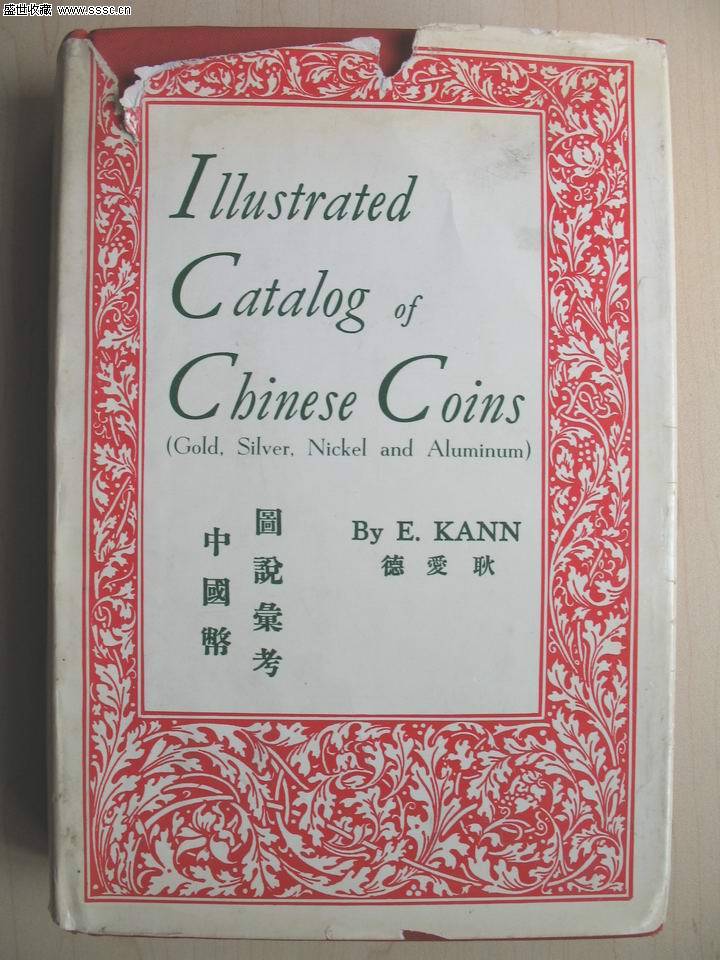 盛世收藏
www.sssc.cn
Illustrated
Catalog of
Chinese Coins
(Gold, Silver, Nickel and Aluminum)
中國幣
圖說彙考
By E. KANN
德愛耿